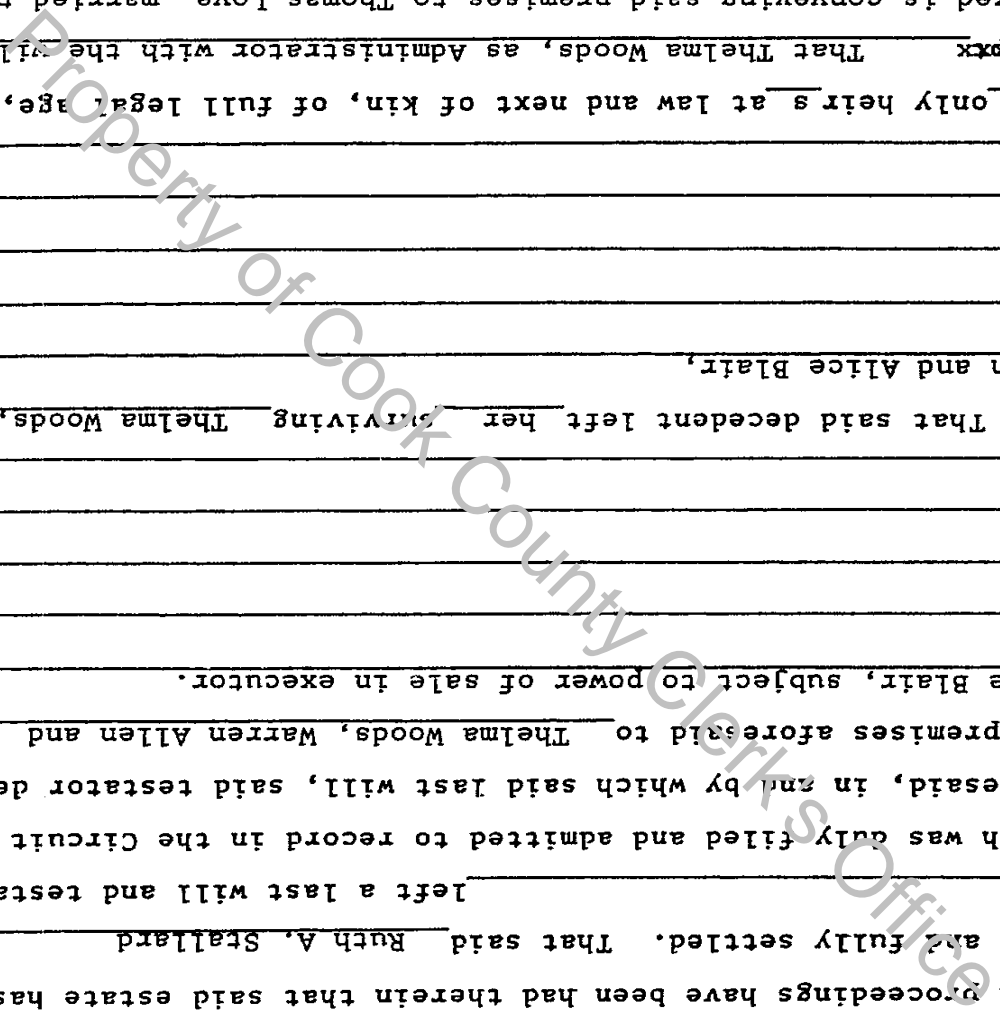 proceedings have been had therein that said estate has
and fully settled. That said Ruth A. Stallard
left a last will and testa
h was duly filed and admitted to record in the Circuit
esaid, in and by which said last will, said testator de
premises aforesaid to Thelma Woods, Warren Allen and
e Blair, subject to power of sale in executor.
That said decedent left her surviving Thelma Woods,
n and Alice Blair,
only heir s at law and next of kin, of full legal age,
That Thelma Woods, as Administrator with the will
is conveying said premises to Thomas Love, married t
Property of Cook County Clerk's Office